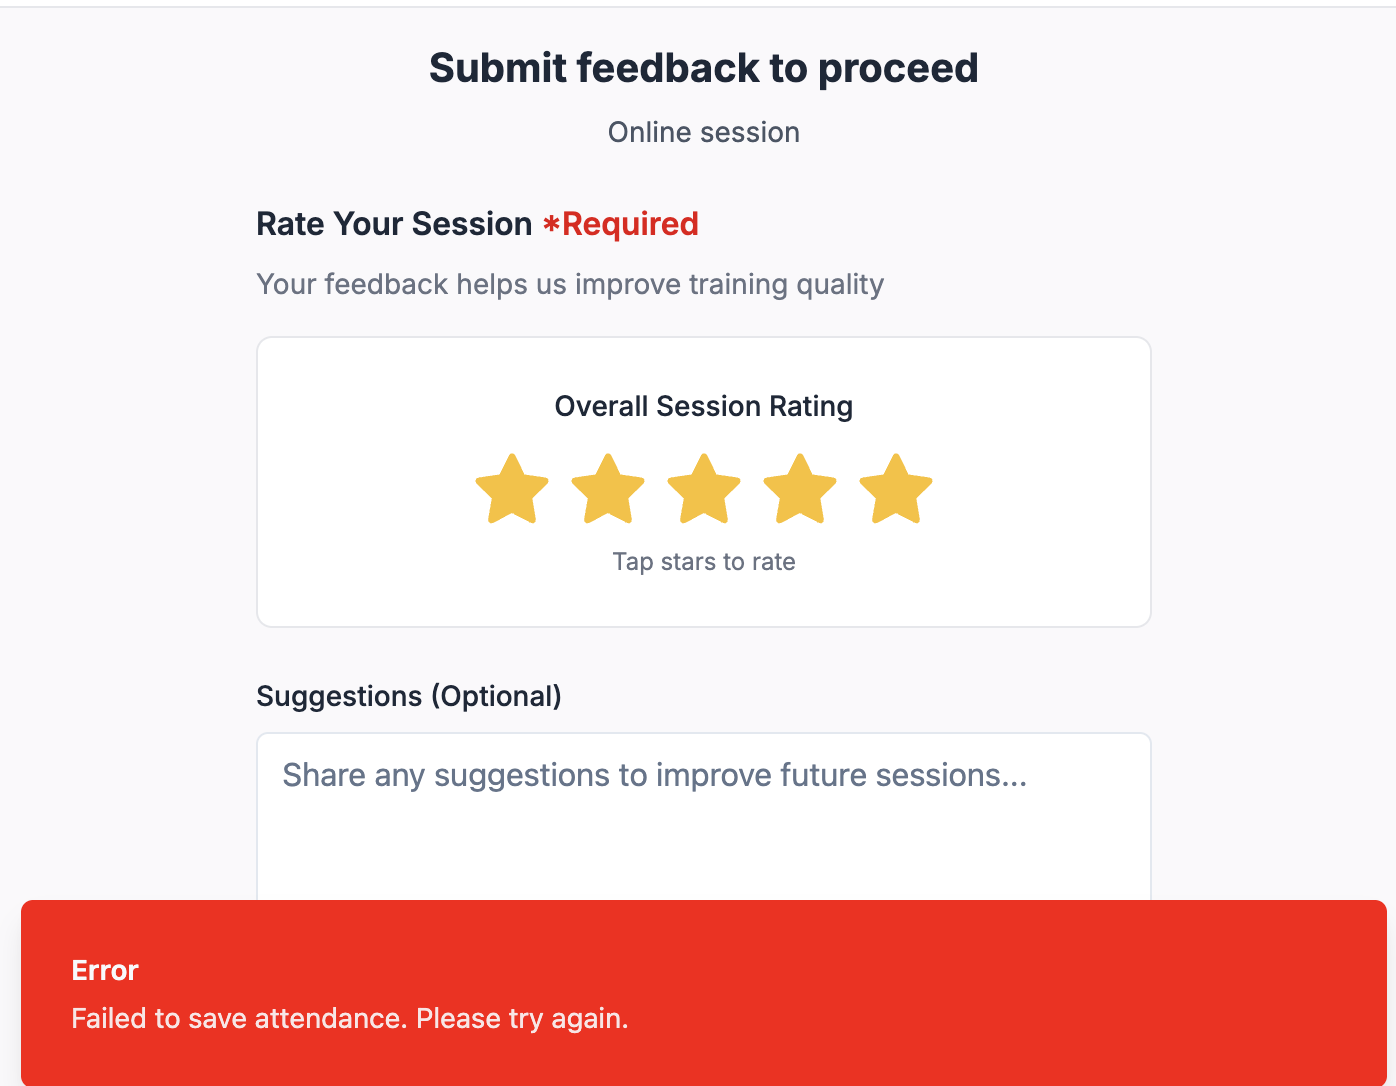 Submit feedback to proceed
Online session
Rate Your Session *Required
Your feedback helps us improve training quality
Overall Session Rating
Tap stars to rate
Suggestions (Optional)
Share any suggestions to improve future sessions...
Error
Failed to save attendance. Please try again.